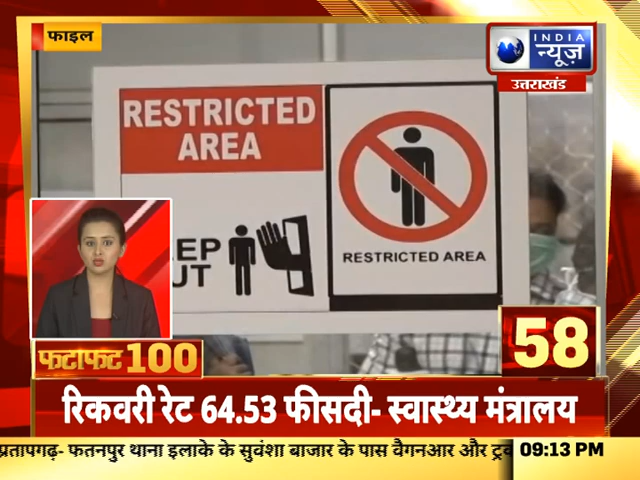 फाइल
INDIA
न्यूज़
उत्तराखंड
RESTRICTED
AREA
RESTRICTED AREA
फटाफट 100
58
रिकवरी रेट 64.53 फीसदी- स्वास्थ्य मंत्रालय
प्रतापगढ़- फतनपुर थाना इलाके के सुवंशा बाजार के पास वैगनआर और
09:13 PM